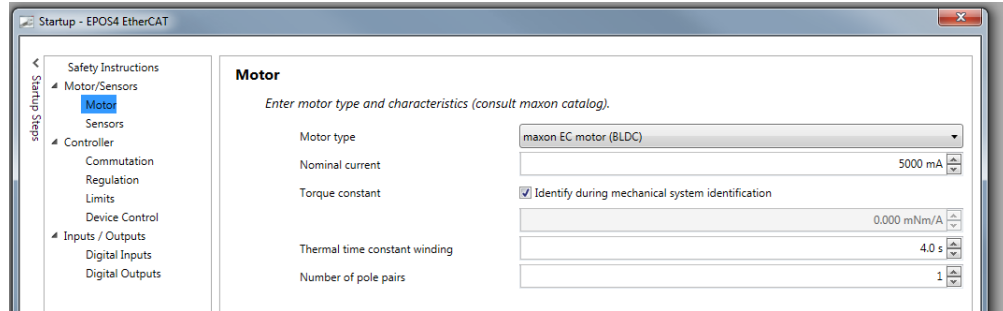 Startup - EPOS4 EtherCAT
Startup Steps
Safety Instructions
Motor/Sensors
Motor
Sensors
Controller
Commutation
Regulation
Limits
Device Control
Inputs / Outputs
Digital Inputs
Digital Outputs
Motor
Enter motor type and characteristics (consult maxon catalog).
Motor type maxon EC motor (BLDC)
Nominal current 5000 mA
Torque constant Identify during mechanical system identification
0.000 mNm/A
Thermal time constant winding 4.0 s
Number of pole pairs 1